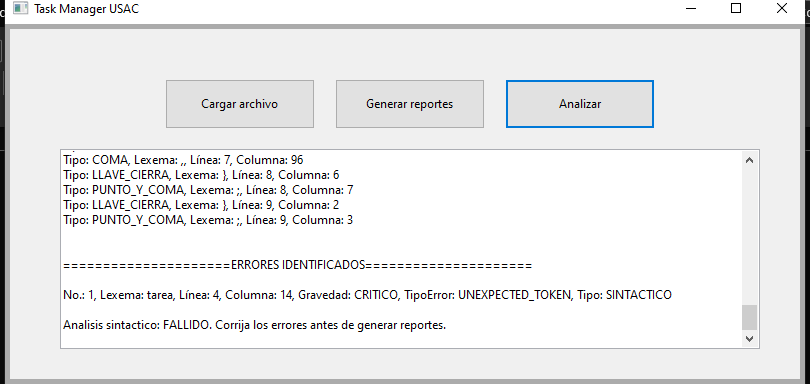 Task Manager USAC
Cargar archivo
Generar reportes
Analizar
Tipo: COMA, Lexema: ,, Línea: 7, Columna: 96
Tipo: LLAVE_CIERRA, Lexema: }, Línea: 8, Columna: 6
Tipo: PUNTO_Y_COMA, Lexema: ;, Línea: 8, Columna: 7
Tipo: LLAVE_CIERRA, Lexema: }, Línea: 9, Columna: 2
Tipo: PUNTO_Y_COMA, Lexema: ;, Línea: 9, Columna: 3
=====================ERRORES IDENTIFICADOS=====================
No.: 1, Lexema: tarea, Línea: 4, Columna: 14, Gravedad: CRITICO, TipoError: UNEXPECTED_TOKEN, Tipo: SINTACTICO
Analisis sintactico: FALLIDO. Corrija los errores antes de generar reportes.